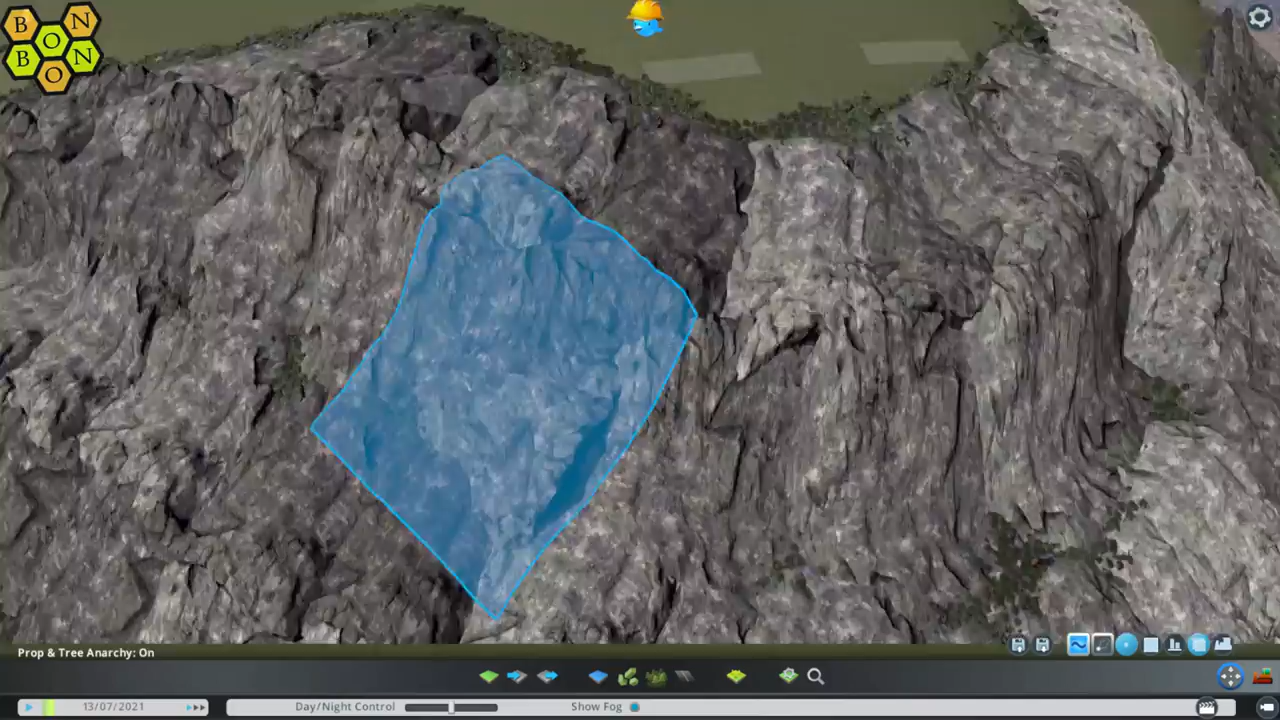 B N
O
B N
O
Prop & Tree Anarchy: On
13/07/2021
Day/Night Control
Show Fog